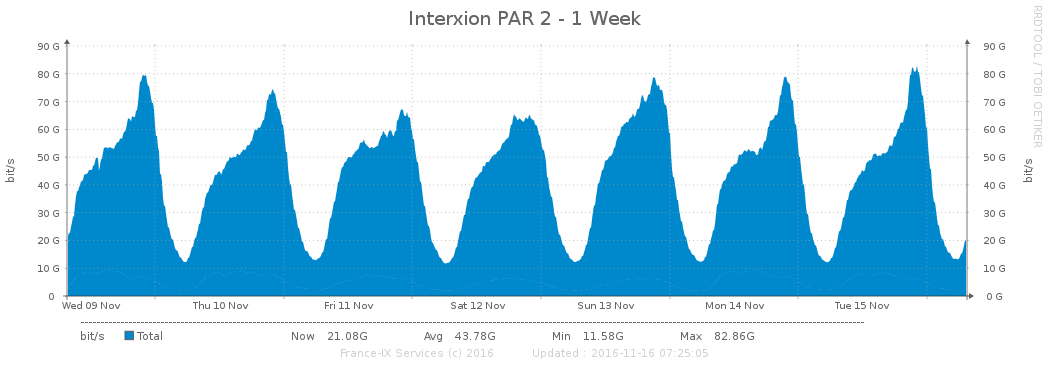 Interxion PAR 2 - 1 Week
RRDTOOL / TOBI OETIKER
bit/s
90 G 90 G
80 G 80 G
70 G 70 G
60 G 60 G
50 G 50 G
40 G 40 G
30 G 30 G
20 G 20 G
10 G 10 G
0 0 G
bit/s
Wed 09 Nov Thu 10 Nov Fri 11 Nov Sat 12 Nov Sun 13 Nov Mon 14 Nov Tue 15 Nov
bit/s Total Now 21.08G Avg 43.78G Min 11.58G Max 82.86G
France-IX Services (c) 2016 Updated : 2016-11-16 07:25:05